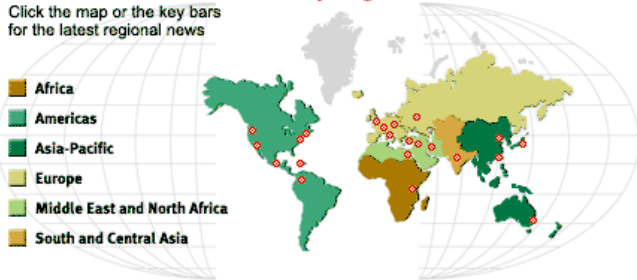 Click the map or the key bars
for the latest regional news
Africa
Americas
Asia-Pacific
Europe
Middle East and North Africa
South and Central Asia